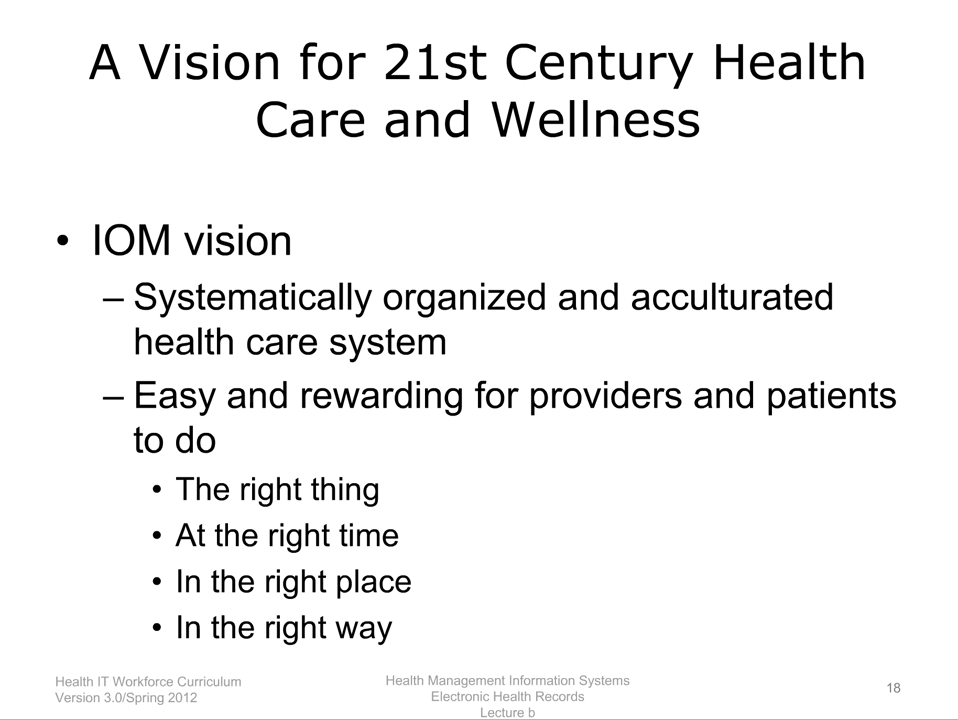 A Vision for 21st Century Health
Care and Wellness
• IOM vision
– Systematically organized and acculturated
health care system
– Easy and rewarding for providers and patients
to do
• The right thing
• At the right time
• In the right place
• In the right way
Health IT Workforce Curriculum
Version 3.0/Spring 2012
Health Management Information Systems
Electronic Health Records
Lecture b
18